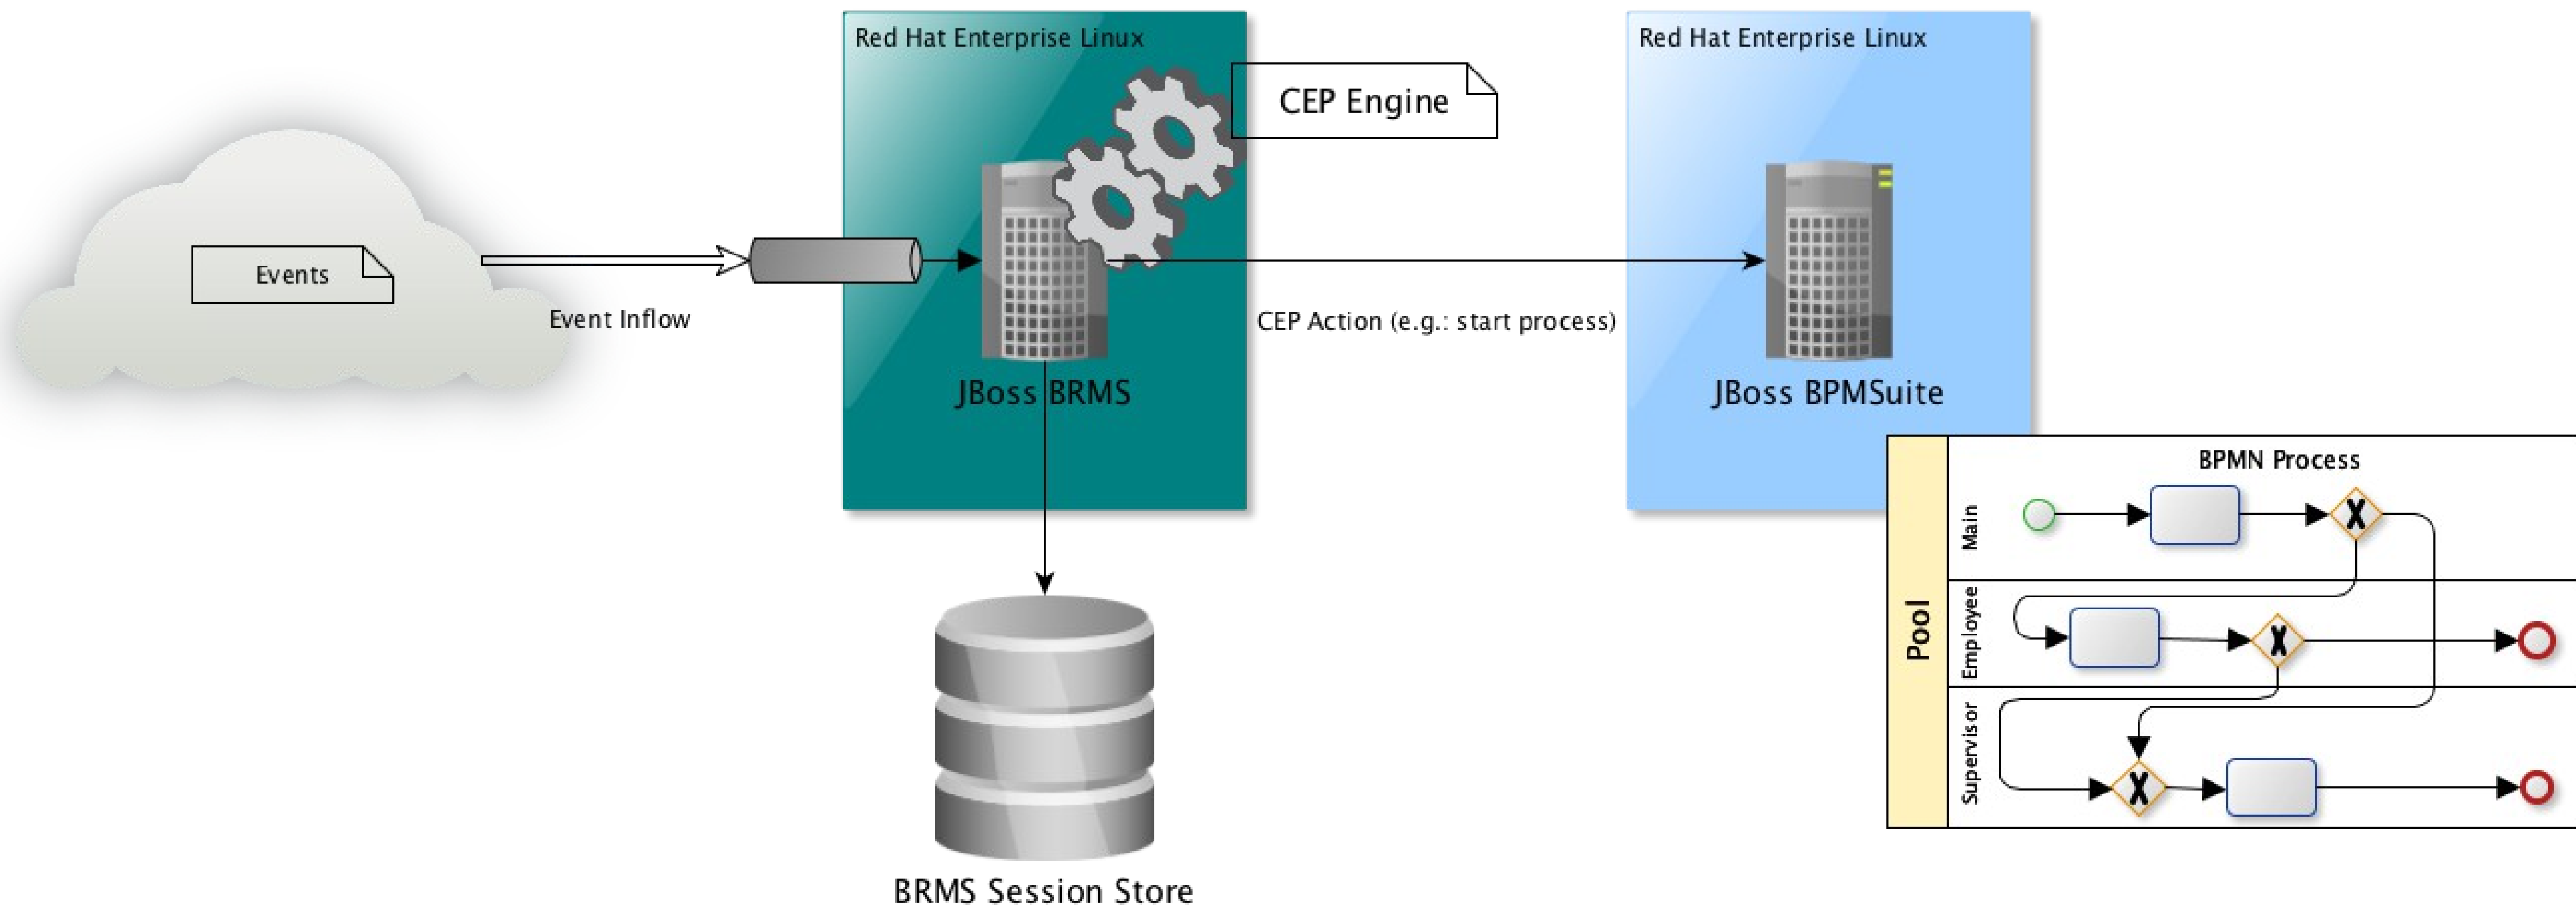 Red Hat Enterprise Linux
Red Hat Enterprise Linux
CEP Engine
Events
Event Inflow
CEP Action (e.g.: start process)
JBoss BRMS
JBoss BPMSuite
BPMN Process
Pool
Main
Employee
Supervisor
X
X
X
BRMS Session Store